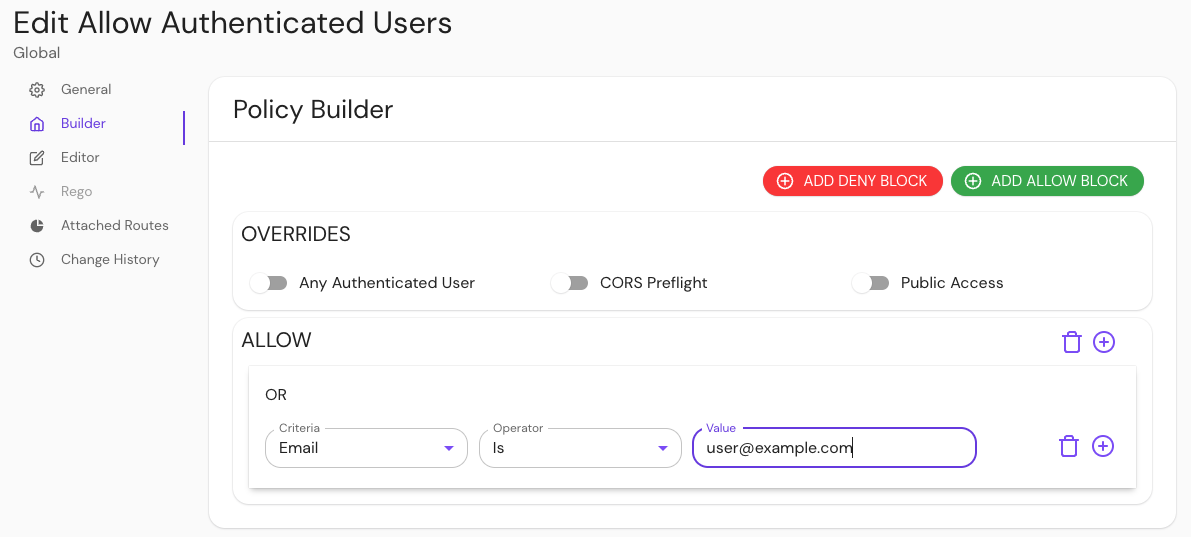 Edit Allow Authenticated Users
Global
General
Builder
Editor
Rego
Attached Routes
Change History
Policy Builder
ADD DENY BLOCK
ADD ALLOW BLOCK
OVERRIDES
Any Authenticated User
CORS Preflight
Public Access
ALLOW
OR
Criteria
Email
Operator
Is
Value
user@example.com